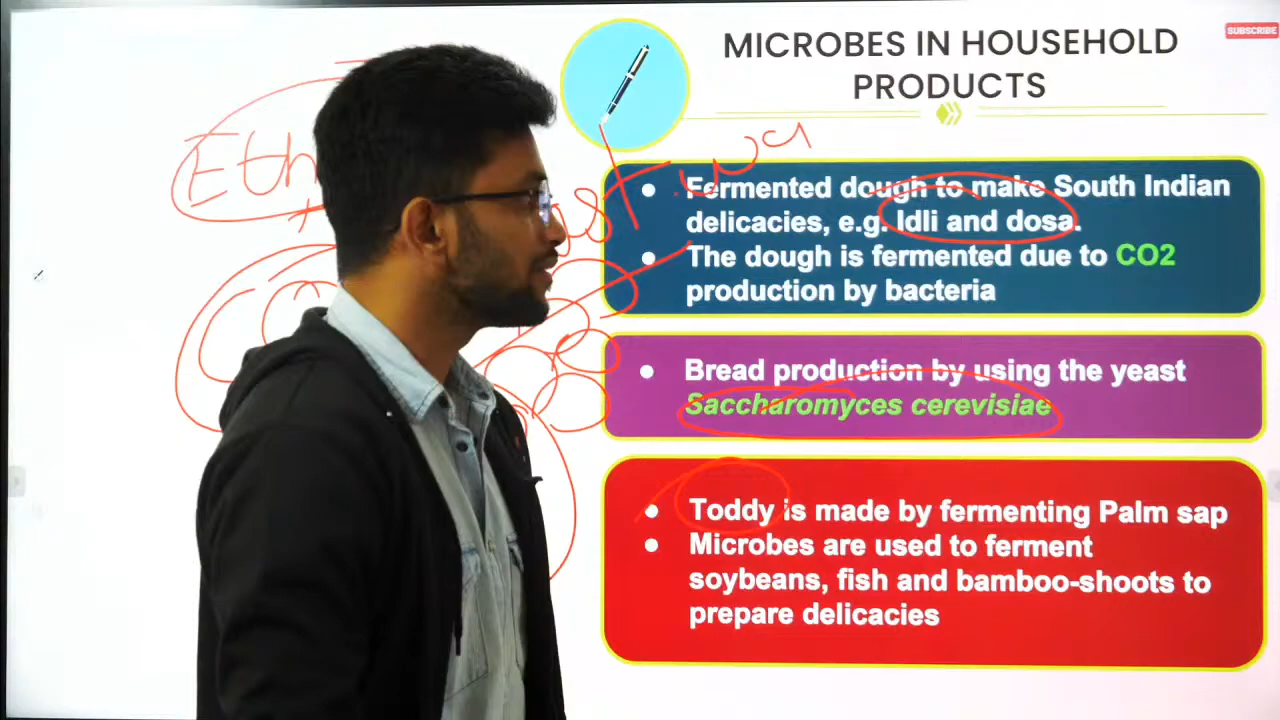 SUBSCRIBE
MICROBES IN HOUSEHOLD
PRODUCTS
Eth
● Fermented dough to make South Indian
delicacies, e.g. Idli and dosa.
● The dough is fermented due to CO2
production by bacteria
● Bread production by using the yeast
Saccharomyces cerevisiae
● Toddy is made by fermenting Palm sap
● Microbes are used to ferment
soybeans, fish and bamboo-shoots to
prepare delicacies